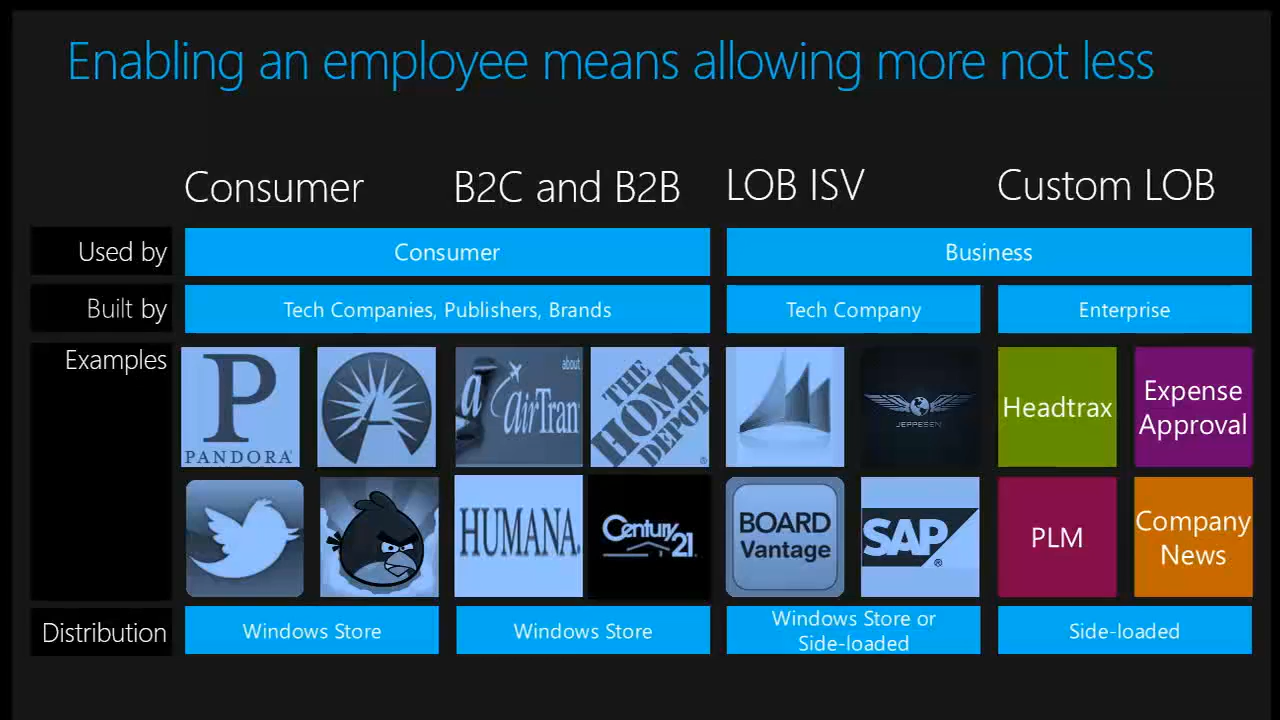 Enabling an employee means allowing more not less
Consumer
B2C and B2B
LOB ISV
Custom LOB
Used by
Consumer
Business
Built by
Tech Companies, Publishers, Brands
Tech Company
Enterprise
Examples
PANDORA
a
about
airTran
THE
HOME
DEPOT
®
JEPPESEN
Headtrax
Expense
Approval
HUMANA.
Century
21
BOARD
Vantage
SAP
®
PLM
Company
News
Distribution
Windows Store
Windows Store
Windows Store or
Side-loaded
Side-loaded